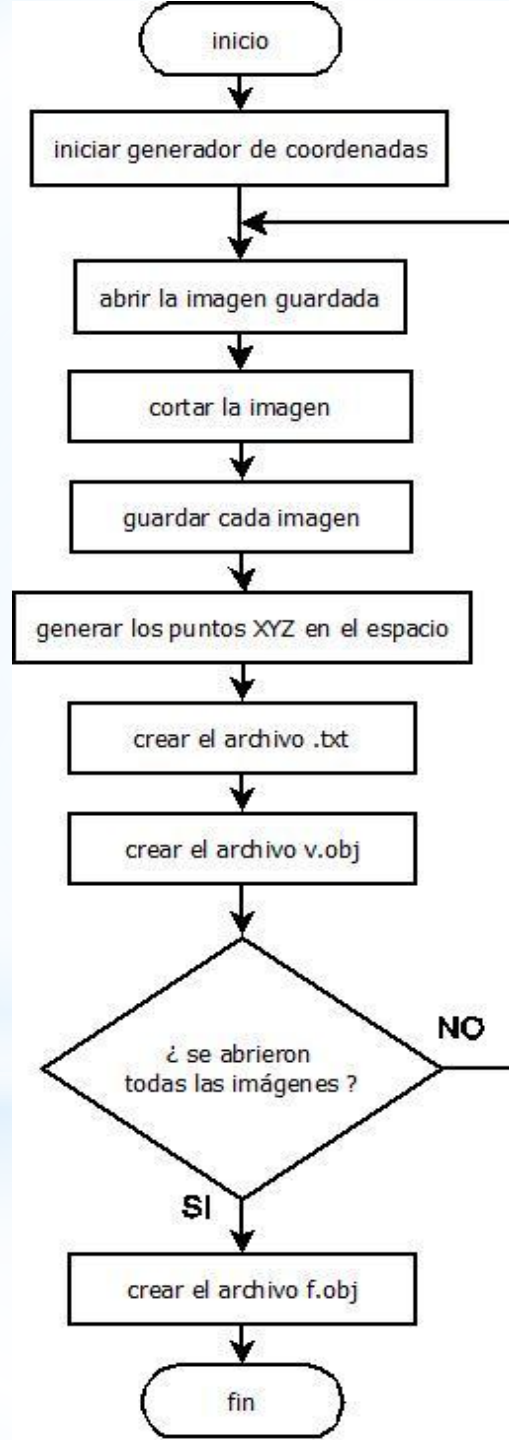 inicio
iniciar generador de coordenadas
abrir la imagen guardada
cortar la imagen
guardar cada imagen
generar los puntos XYZ en el espacio
crear el archivo .txt
crear el archivo v.obj
¿ se abrieron
todas las imágenes ?
NO
SI
crear el archivo f.obj
fin